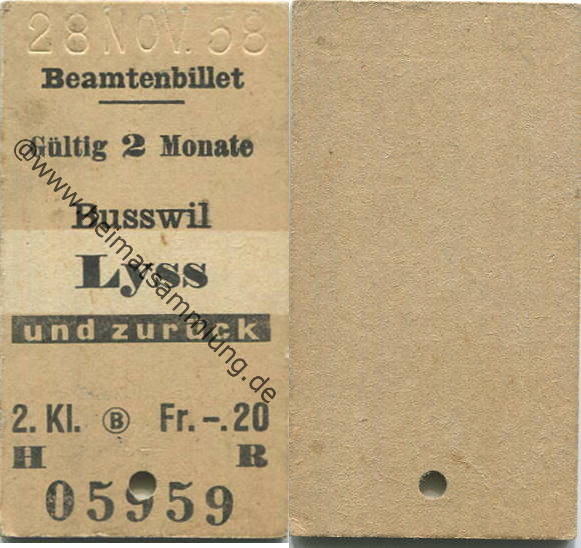 28 NOV. 58
Beamtenbillet
Gültig 2 Monate
Busswil
Lyss
und zurück
2. Kl. B Fr. -.20
H R
05959
@www.heimatsammlung.de